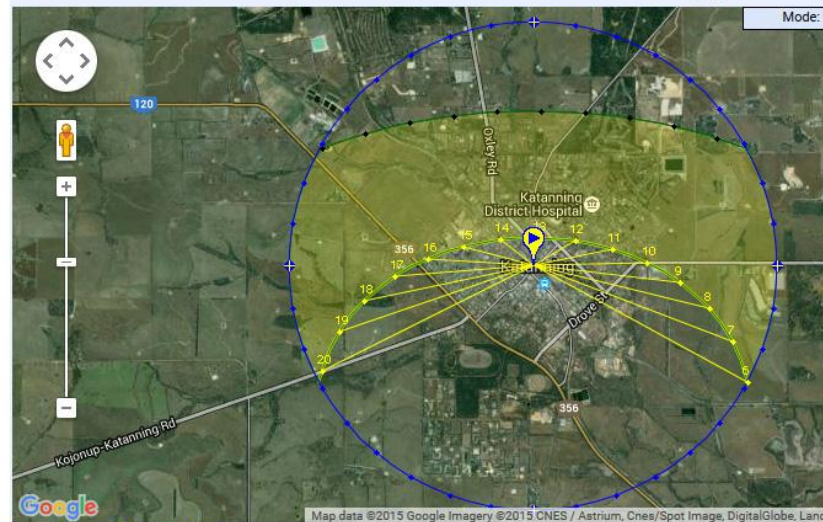 Mode:
120
Oxley Rd
Katanning
District Hospital
14
12
15
11
356
16
10
17
9
18
Drove St
8
19
7
20
6
356
Kojonup-Katanning Rd
Google
Map data ©2015 Google Imagery ©2015 CNES / Astrium, Cnes/Spot Image, DigitalGlobe, Land